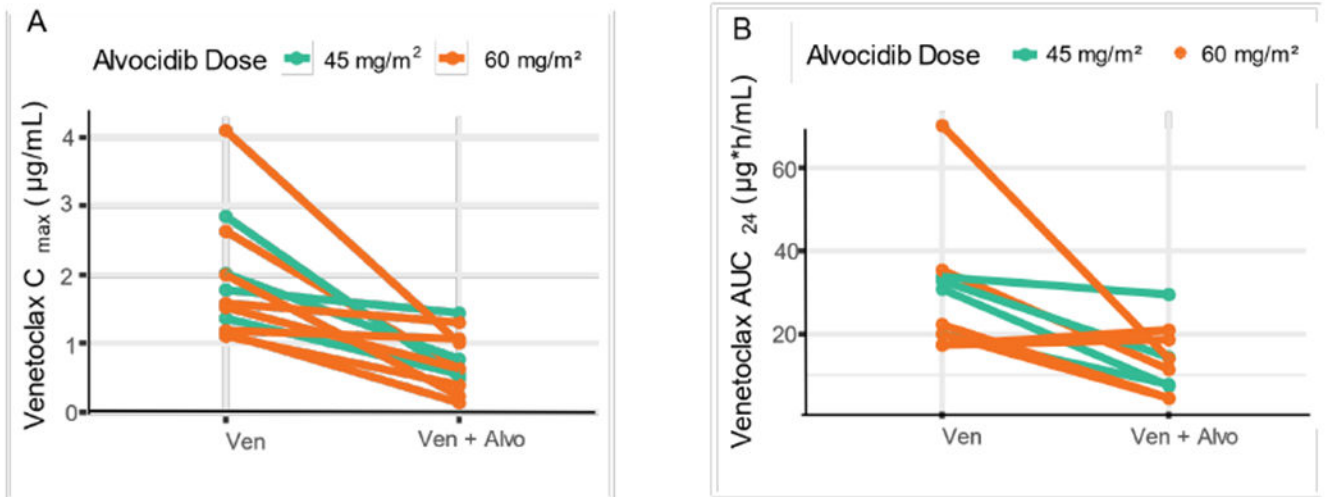 A
Alvocidib Dose 45 mg/m² 60 mg/m²
Venetoclax C max (µg/mL)
4
3
2
1
0
Ven Ven + Alvo
B
Alvocidib Dose 45 mg/m² 60 mg/m²
Venetoclax AUC 24 (µg*h/mL)
60
40
20
Ven Ven + Alvo